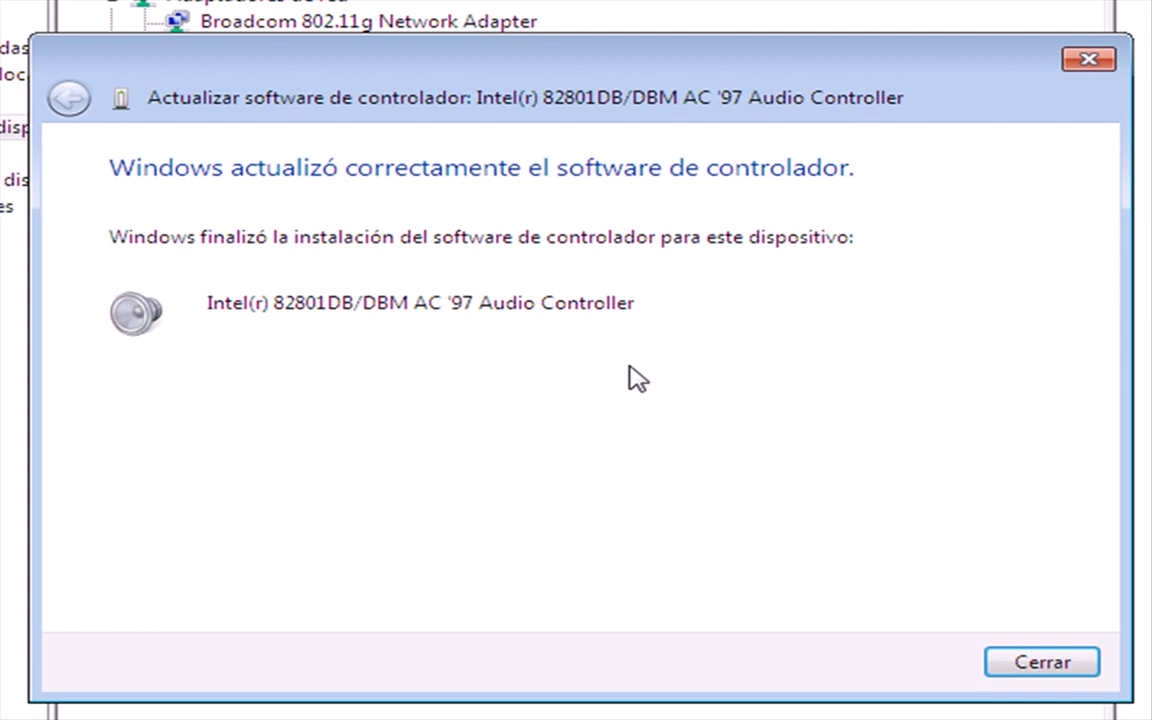 Broadcom 802.11g Network Adapter
Actualizar software de controlador: Intel(r) 82801DB/DBM AC '97 Audio Controller
Windows actualizó correctamente el software de controlador.
Windows finalizó la instalación del software de controlador para este dispositivo:
Intel(r) 82801DB/DBM AC '97 Audio Controller
Cerrar